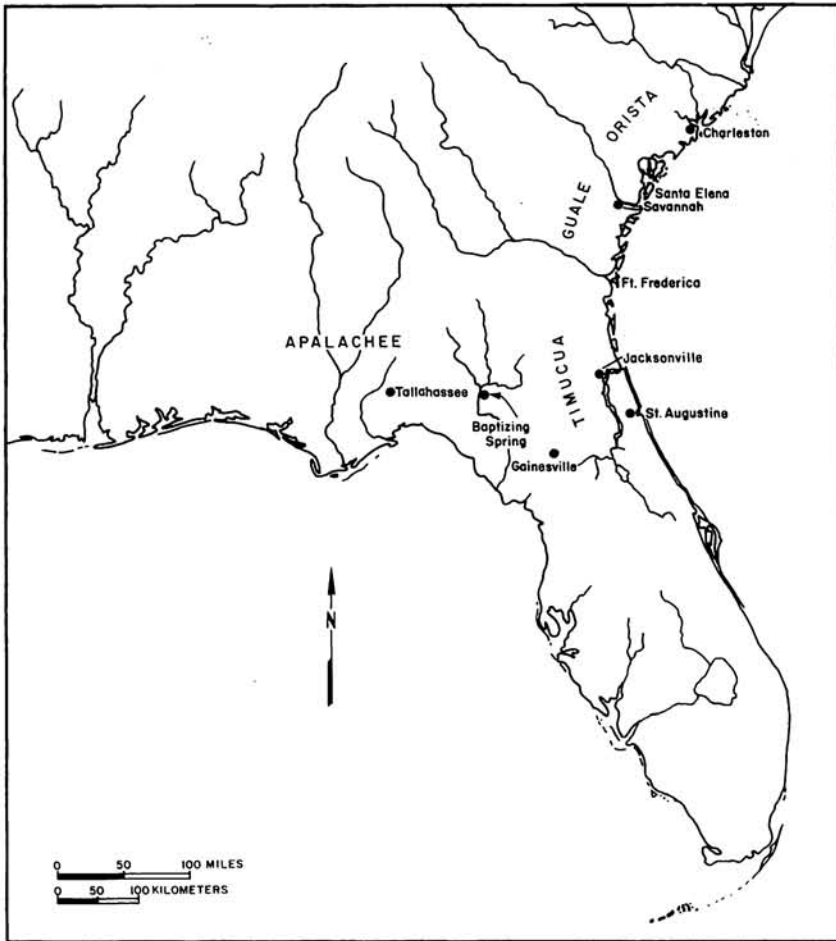 ORISTA
Charleston
Santa Elena
Savannah
GUALE
Ft. Frederica
APALACHEE
TIMUCUA
Jacksonville
Tallahassee
St. Augustine
Baptizing
Spring
Gainesville
N
0 50 100 MILES
0 50 100 KILOMETERS